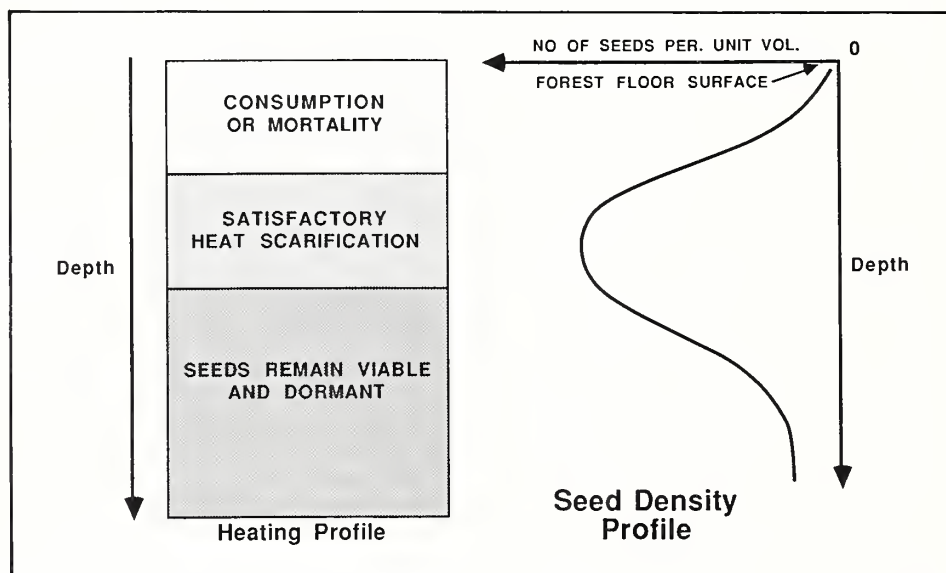 CONSUMPTION
OR MORTALITY
SATISFACTORY
HEAT SCARIFICATION
SEEDS REMAIN VIABLE
AND DORMANT
Depth
Heating Profile
NO OF SEEDS PER. UNIT VOL.
0
FOREST FLOOR SURFACE
Depth
Seed Density
Profile